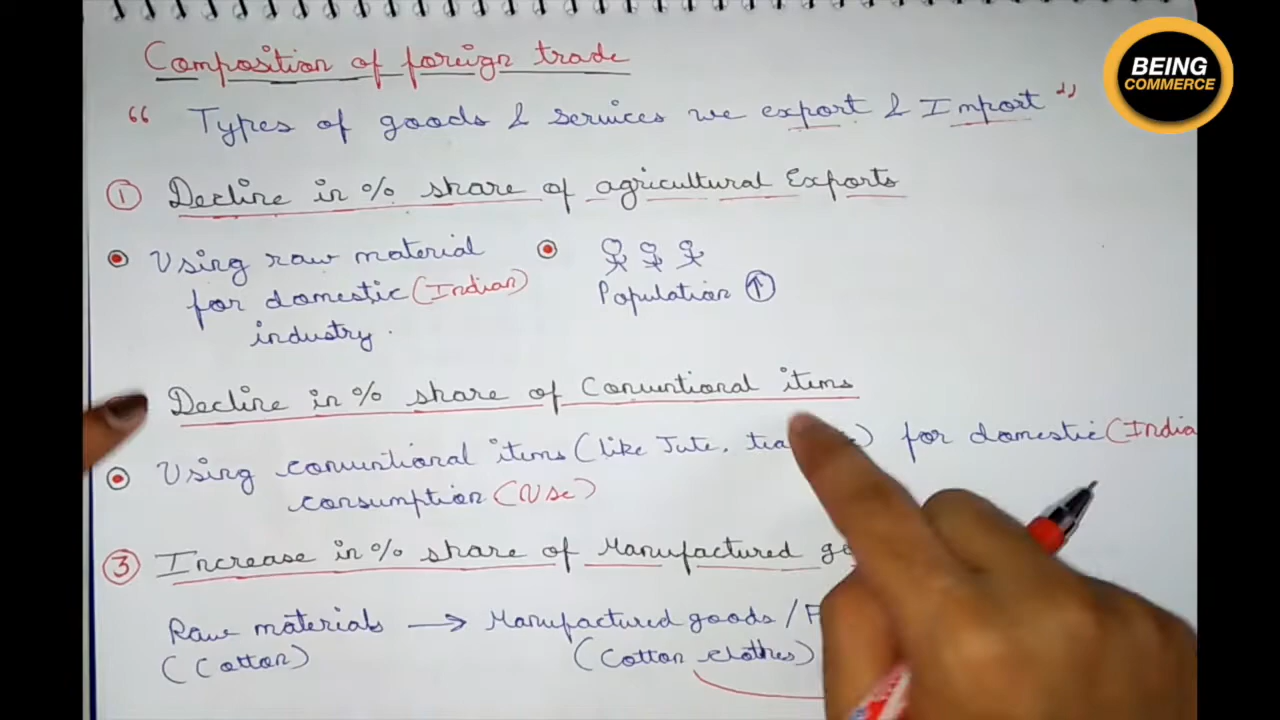 BEING
COMMERCE
Composition of foreign trade
“ Types of goods & services we export & Import ”
1 Decline in % share of agricultural Exports
Using raw material
for domestic (Indian)
industry.
Population ↑
Decline in % share of Conventional items
Using conventional items (like Jute, tea ) for domestic (India
consumption (Use)
3 Increase in % share of Manufactured
Raw materials → Manufactured goods /
(Cotton)
(Cotton clothes)